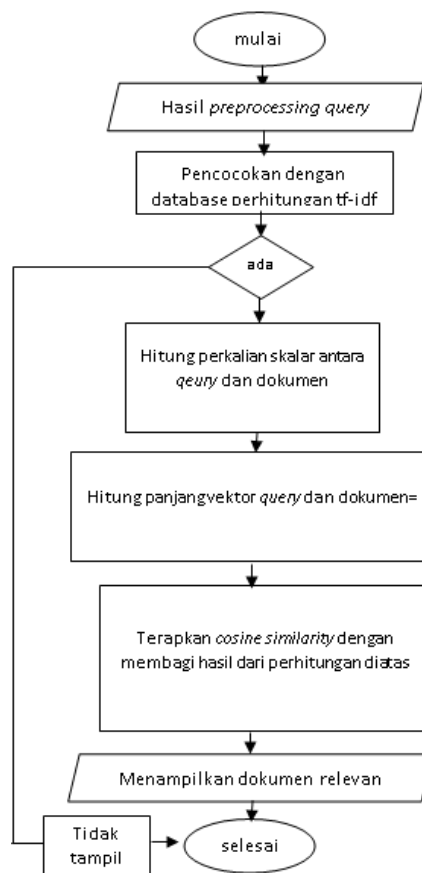 mulai
Hasil preprocessing query
Pencocokan dengan
database perhitungan tf-idf
ada
Hitung perkalian skalar antara
qeury dan dokumen
Hitung panjangvektor query dan dokumen=
Terapkan cosine similarity dengan
membagi hasil dari perhitungan diatas
Menampilkan dokumen relevan
Tidak
tampil
selesai